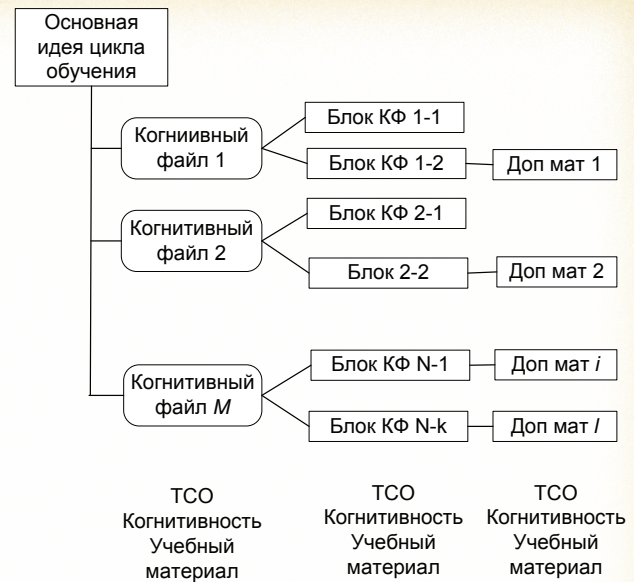 Основная
идея цикла
обучения
Когниивный
файл 1
Блок КФ 1-1
Блок КФ 1-2
Доп мат 1
Когнитивный
файл 2
Блок КФ 2-1
Блок 2-2
Доп мат 2
Когнитивный
файл M
Блок КФ N-1
Доп мат i
Блок КФ N-k
Доп мат l
ТСО
Когнитивность
Учебный
материал
ТСО
Когнитивность
Учебный
материал
ТСО
Когнитивность
Учебный
материал